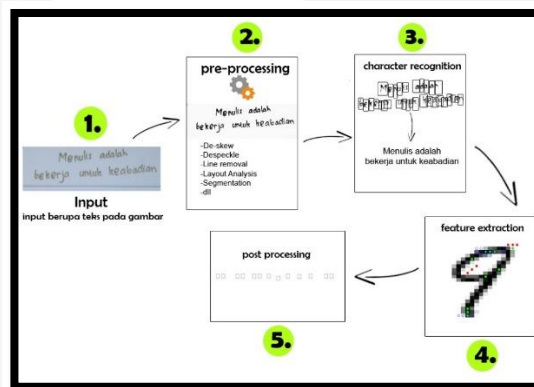 1.
Menulis adalah
bekerja untuk keabadian
Input
input berupa teks pada gambar
2.
pre-processing
Menulis adalah
bekerja untuk keabadian
-De-skew
-Despeckle
-Line removal
-Layout Analysis
-Segmentation
-dll
3.
character recognition
Menulis adalah
bekerja untuk keabadian
Menulis adalah
bekerja untuk keabadian
feature extraction
9
4.
post processing
5.